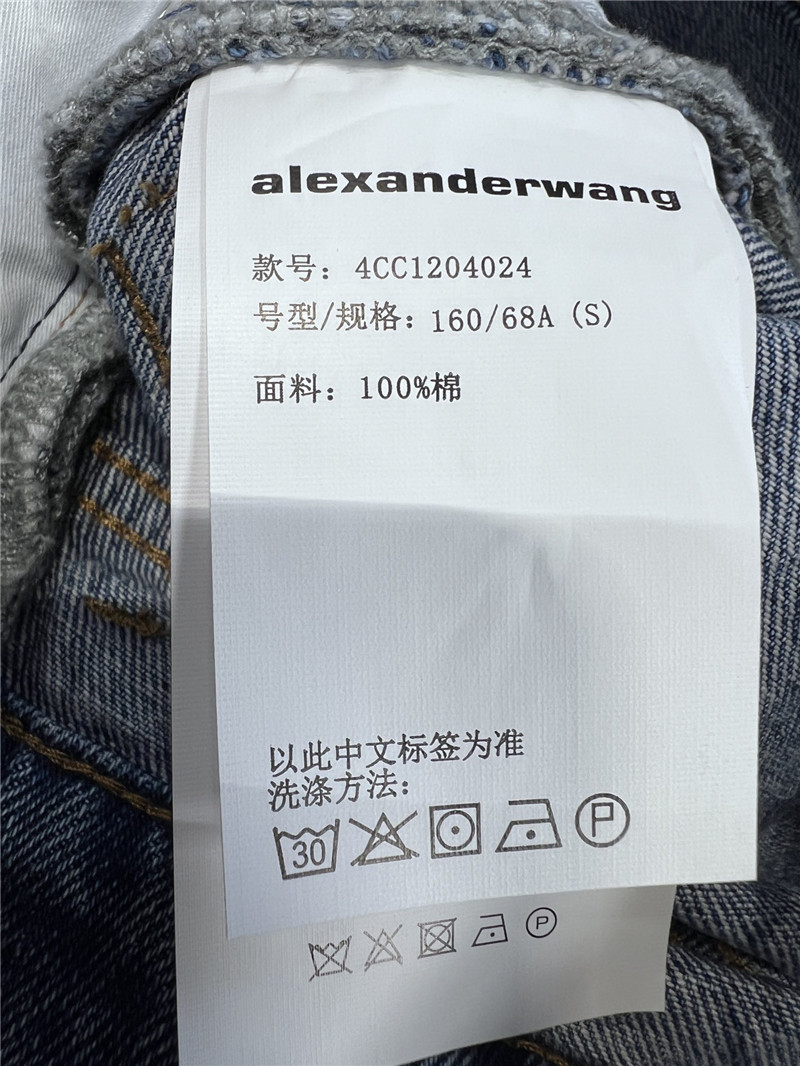 alexanderwang
款号：4CC1204024
号型/规格：160/68A (S)
面料：100%棉
以此中文标签为准
洗涤方法：
30 P
P